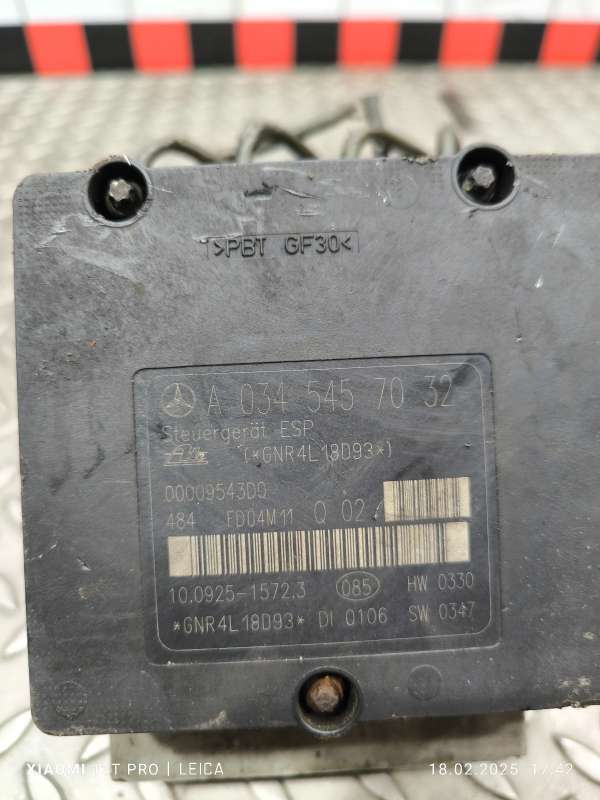 >PBT GF30<
A 034 545 70 32
Steuergerät ESP
(*GNR4L18D93*)
00009543D0
484 FD04M11 Q 02
10.0925-1572.3 085 HW 0330
*GNR4L18D93* DI 0106 SW 0347
XIAOMI 14T PRO | LEICA 18.02.2025 17:42